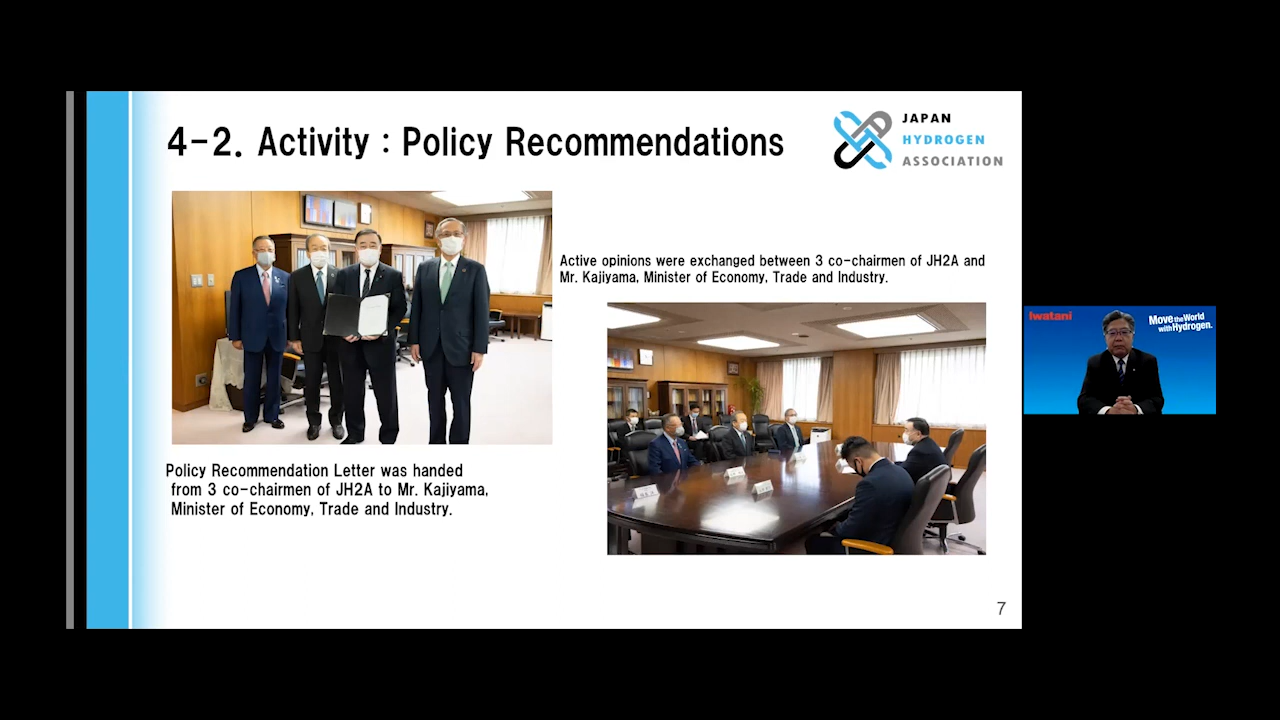 4-2. Activity : Policy Recommendations
JAPAN
HYDROGEN
ASSOCIATION
Active opinions were exchanged between 3 co-chairmen of JH2A and
Mr. Kajiyama, Minister of Economy, Trade and Industry.
Policy Recommendation Letter was handed
from 3 co-chairmen of JH2A to Mr. Kajiyama,
Minister of Economy, Trade and Industry.
7
Iwatani
Move the World
with Hydrogen.